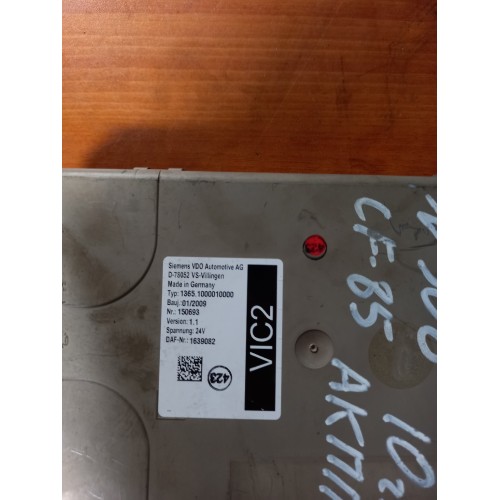 Siemens VDO Automotive AG
D-78052 VS-Villingen
Made in Germany
Typ: 1365.1000010000
Bauj.: 01/2009
Nr.: 150693
Version: 1.1
Spannung: 24V
DAF-Nr.: 1639082
423
VIC2
423
CF-85